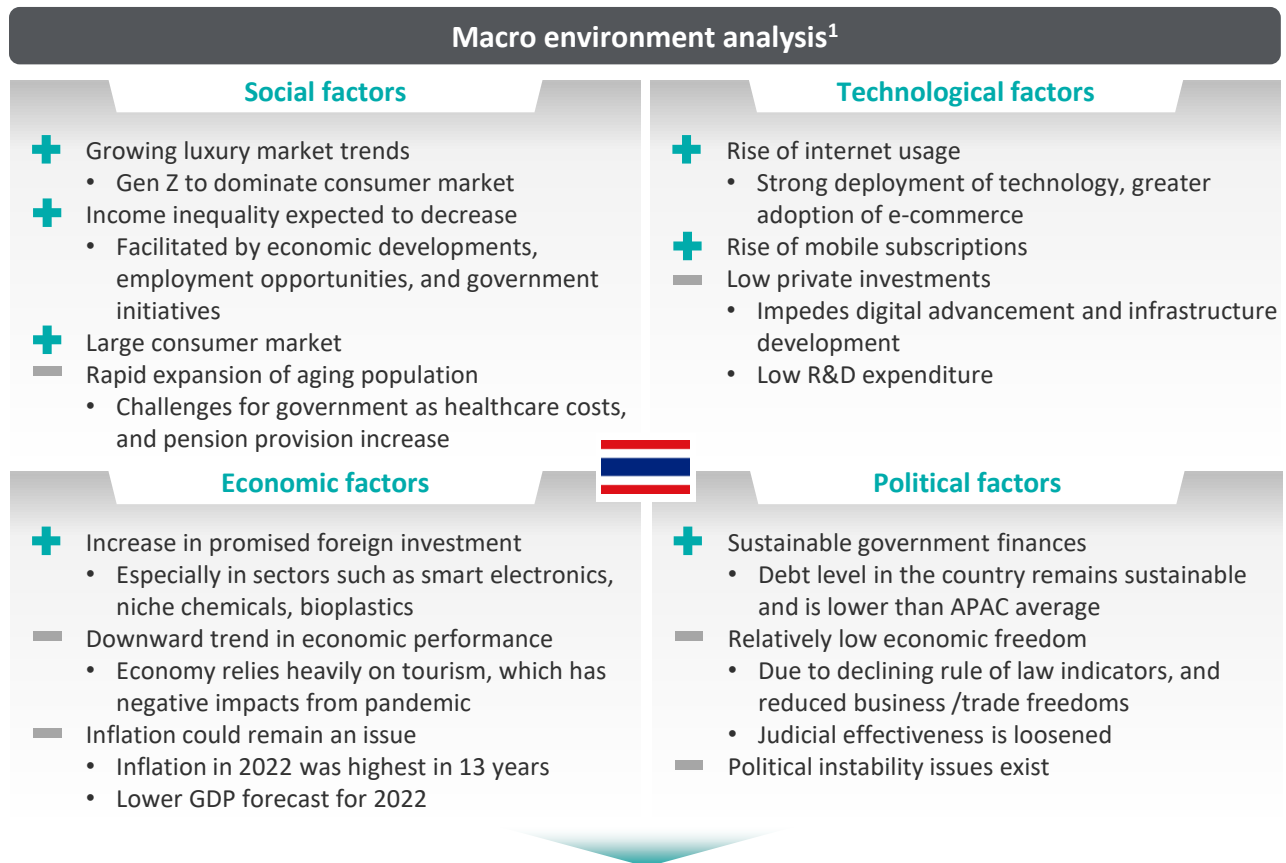 Macro environment analysis¹
Social factors
Growing luxury market trends
• Gen Z to dominate consumer market
Income inequality expected to decrease
• Facilitated by economic developments,
employment opportunities, and government
initiatives
Large consumer market
Rapid expansion of aging population
• Challenges for government as healthcare costs,
and pension provision increase
Technological factors
Rise of internet usage
• Strong deployment of technology, greater
adoption of e-commerce
Rise of mobile subscriptions
Low private investments
• Impedes digital advancement and infrastructure
development
• Low R&D expenditure
Economic factors
Increase in promised foreign investment
• Especially in sectors such as smart electronics,
niche chemicals, bioplastics
Downward trend in economic performance
• Economy relies heavily on tourism, which has
negative impacts from pandemic
Inflation could remain an issue
• Inflation in 2022 was highest in 13 years
• Lower GDP forecast for 2022
Political factors
Sustainable government finances
• Debt level in the country remains sustainable
and is lower than APAC average
Relatively low economic freedom
• Due to declining rule of law indicators, and
reduced business /trade freedoms
• Judicial effectiveness is loosened
Political instability issues exist